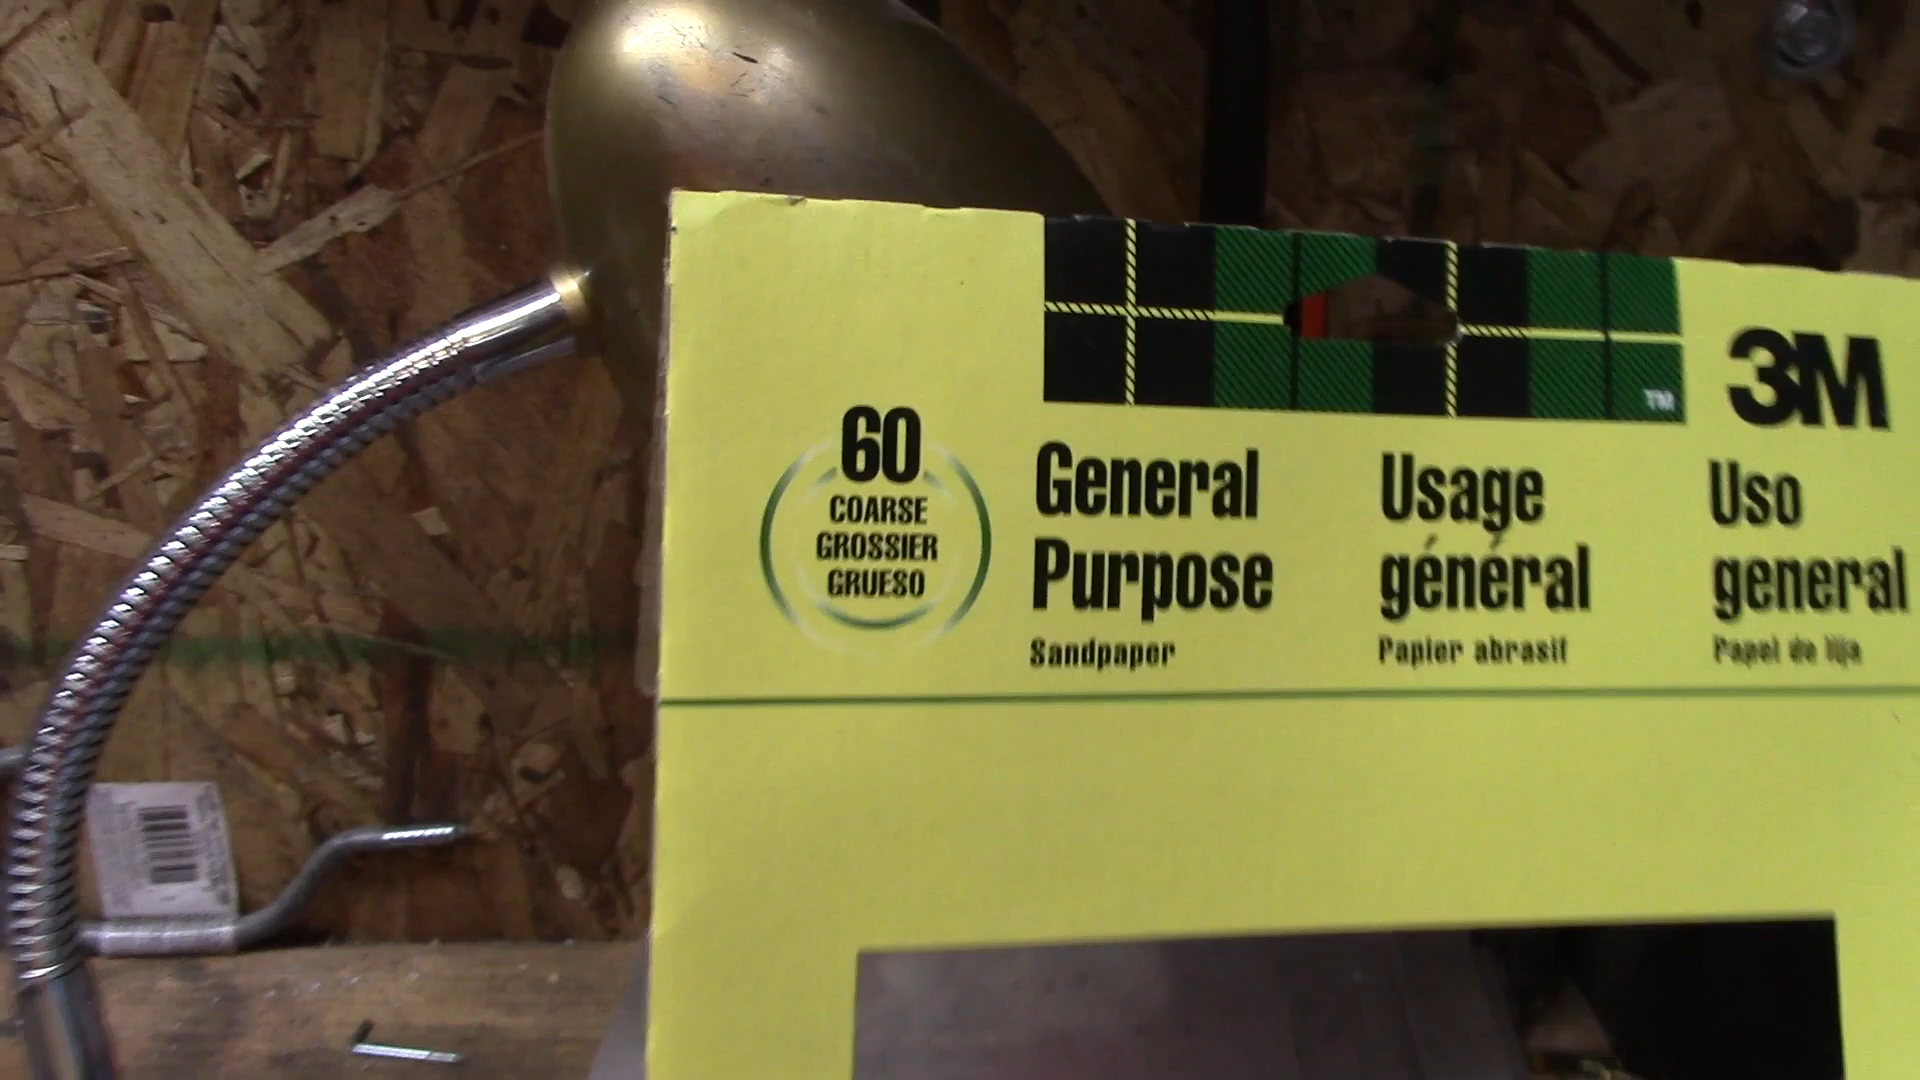 TM
3M
60
COARSE
GROSSIER
GRUESO
General
Purpose
Sandpaper
Usage
général
Papier abrasif
Uso
general
Papel de lija